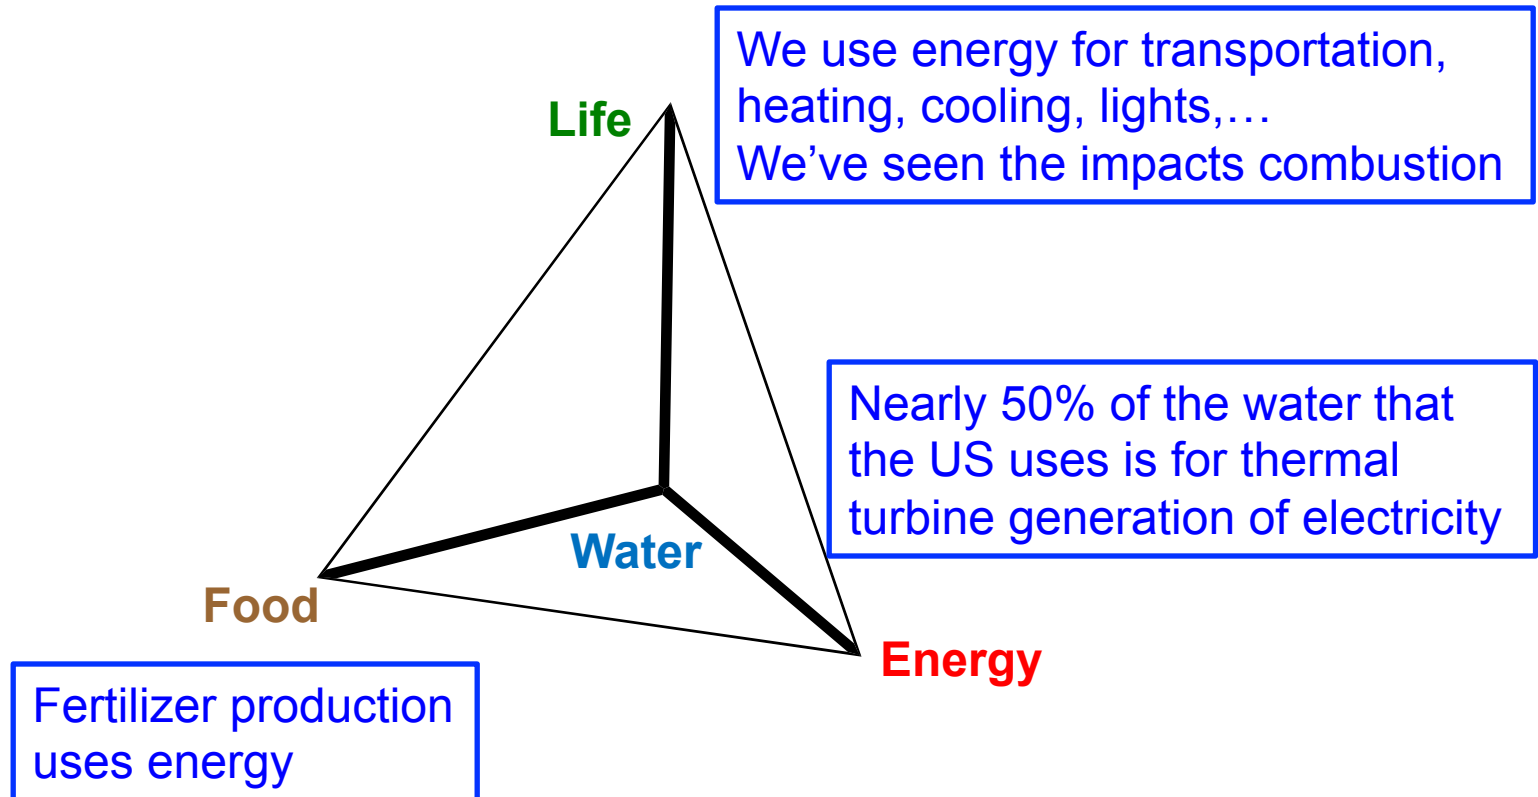 We use energy for transportation,
heating, cooling, lights,…
We’ve seen the impacts combustion
Life
Nearly 50% of the water that
the US uses is for thermal
turbine generation of electricity
Water
Food
Energy
Fertilizer production
uses energy